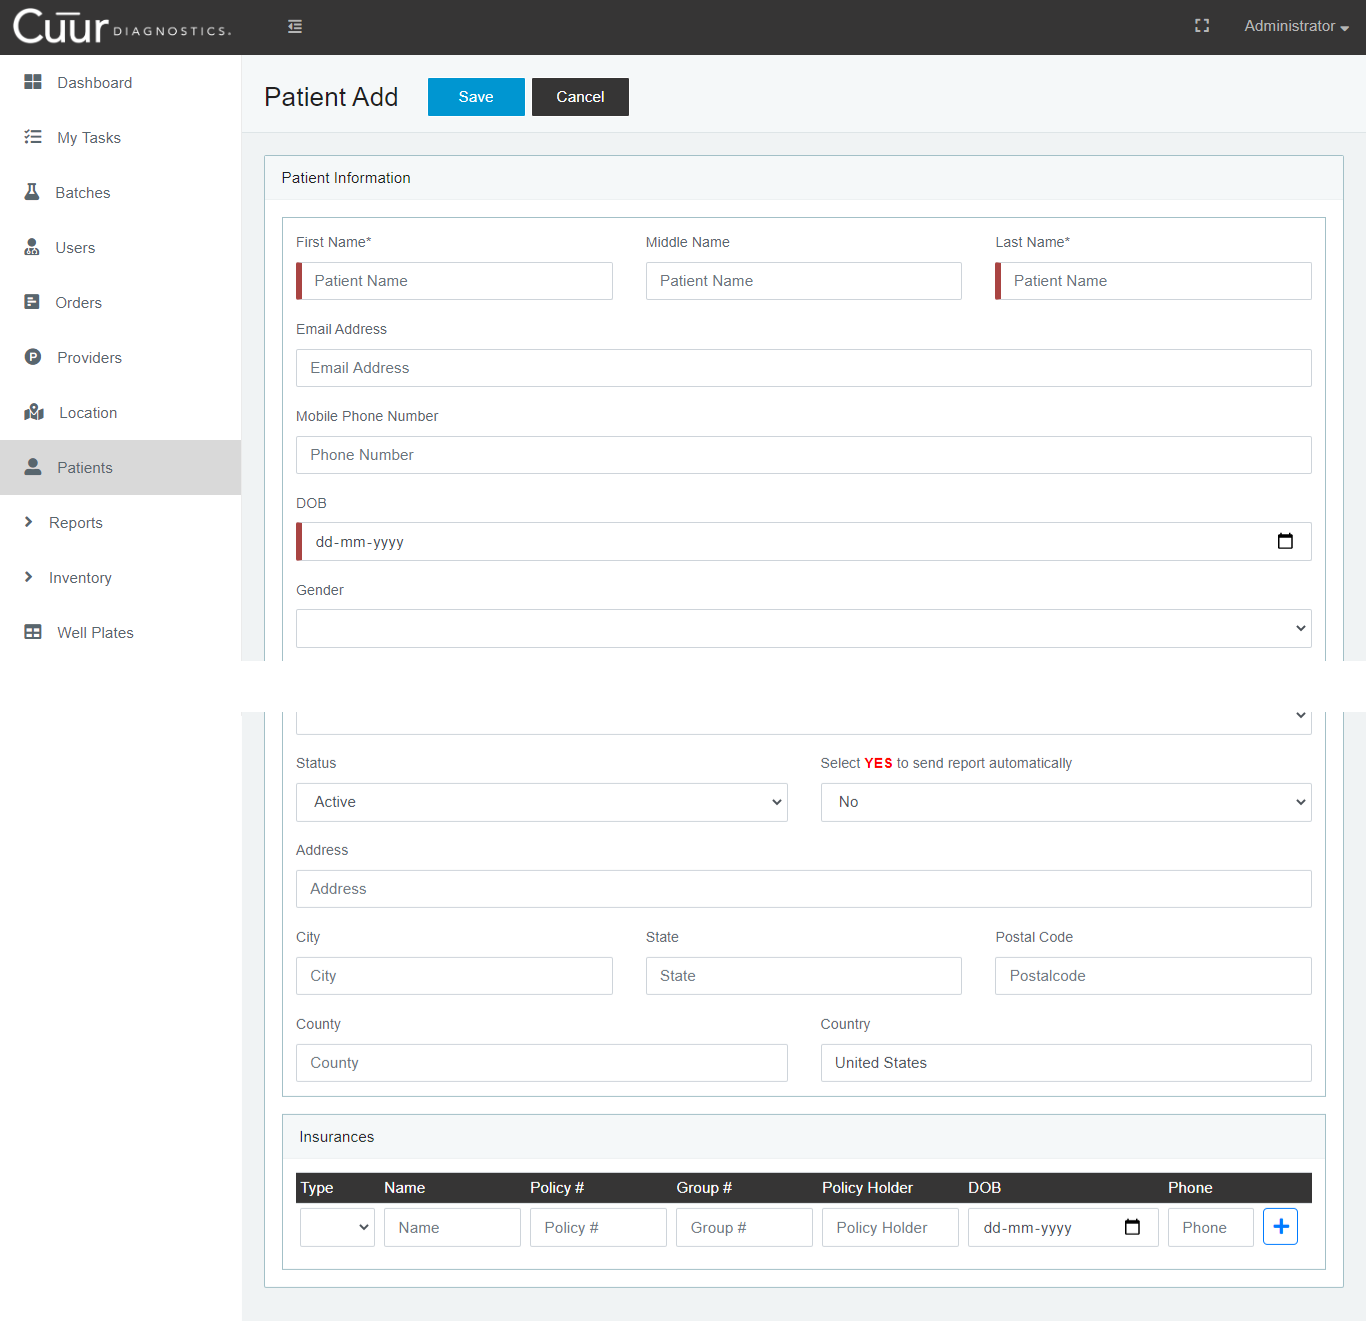 Cūūr DIAGNOSTICS.
Administrator
Dashboard
My Tasks
Batches
Users
Orders
Providers
Location
Patients
Reports
Inventory
Well Plates
Patient Add Save Cancel
Patient Information
First Name* Middle Name Last Name*
Patient Name Patient Name Patient Name
Email Address
Email Address
Mobile Phone Number
Phone Number
DOB
dd-mm-yyyy
Gender
Status Select YES to send report automatically
Active No
Address
Address
City State Postal Code
City State Postalcode
County Country
County United States
Insurances
Type Name Policy # Group # Policy Holder DOB Phone
Name Policy # Group # Policy Holder dd-mm-yyyy Phone